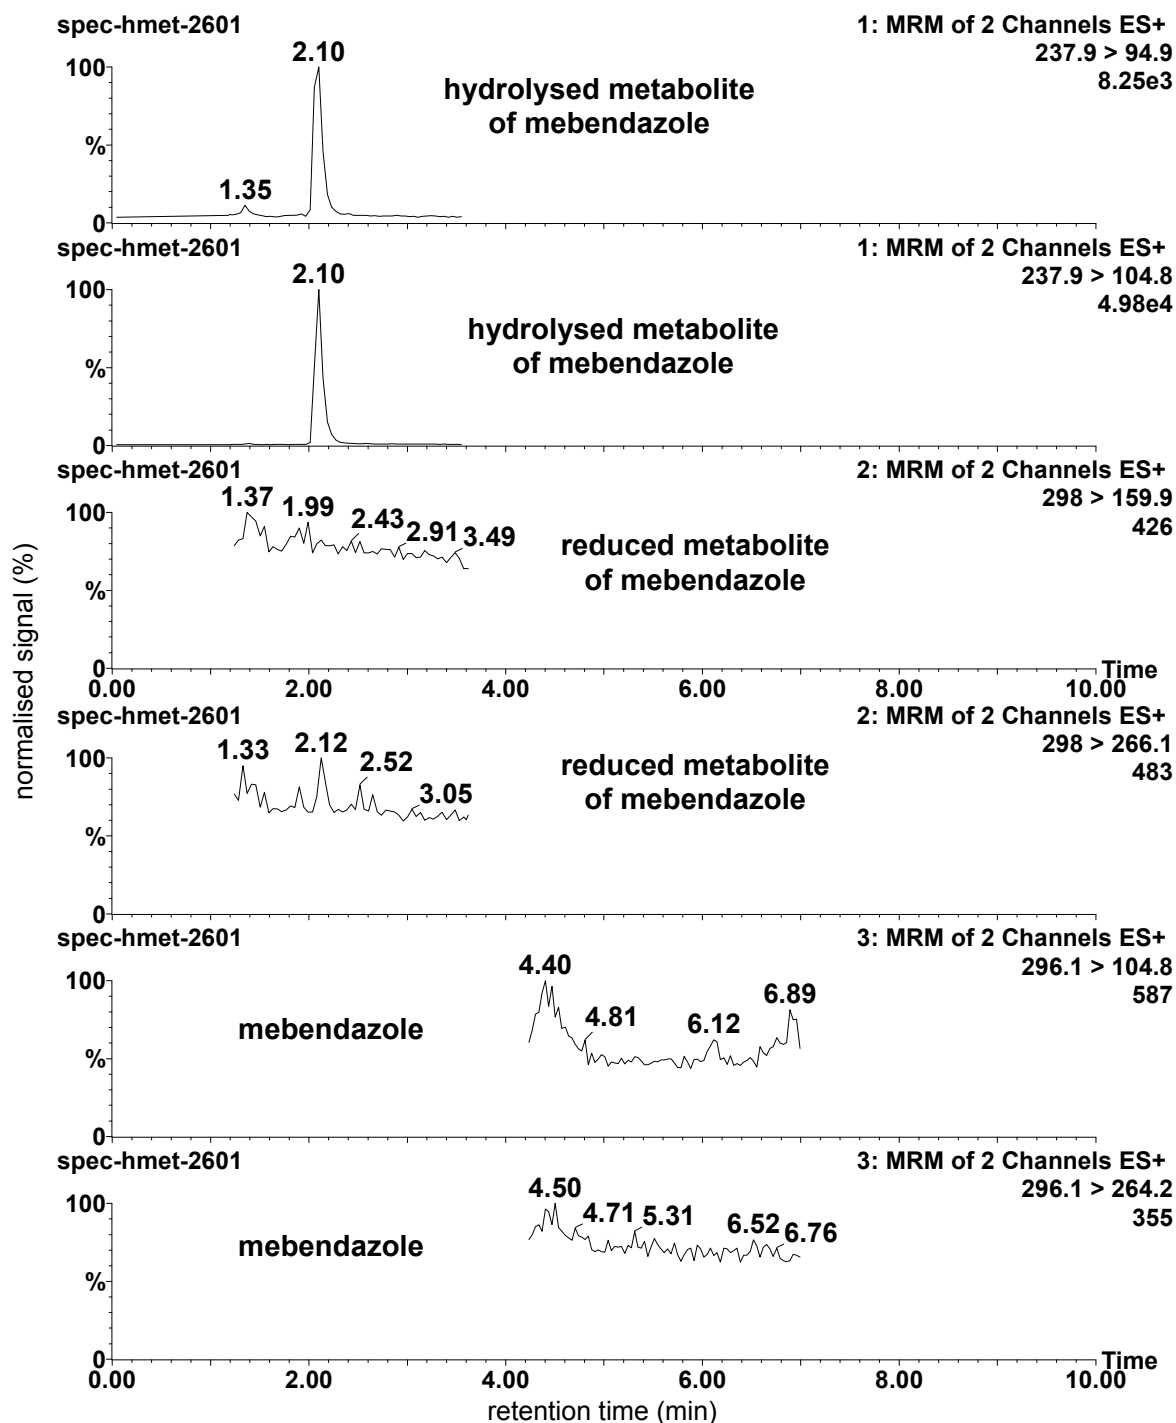 spec-hmet-2601
1: MRM of 2 Channels ES+
237.9 > 94.9
8.25e3
2.10
1.35
hydrolysed metabolite
of mebendazole
100
%
0
spec-hmet-2601
1: MRM of 2 Channels ES+
237.9 > 104.8
4.98e4
2.10
hydrolysed metabolite
of mebendazole
100
%
0
spec-hmet-2601
2: MRM of 2 Channels ES+
298 > 159.9
426
1.37 1.99 2.43 2.91 3.49
reduced metabolite
of mebendazole
100
%
0
Time
0.00 2.00 4.00 6.00 8.00 10.00
normalised signal (%)
spec-hmet-2601
2: MRM of 2 Channels ES+
298 > 266.1
483
1.33 2.12 2.52 3.05
reduced metabolite
of mebendazole
100
%
0
spec-hmet-2601
3: MRM of 2 Channels ES+
296.1 > 104.8
587
4.40 4.81 6.12 6.89
mebendazole
100
%
0
spec-hmet-2601
3: MRM of 2 Channels ES+
296.1 > 264.2
355
4.50 4.71 5.31 6.52 6.76
mebendazole
100
%
0
Time
0.00 2.00 4.00 6.00 8.00 10.00
retention time (min)